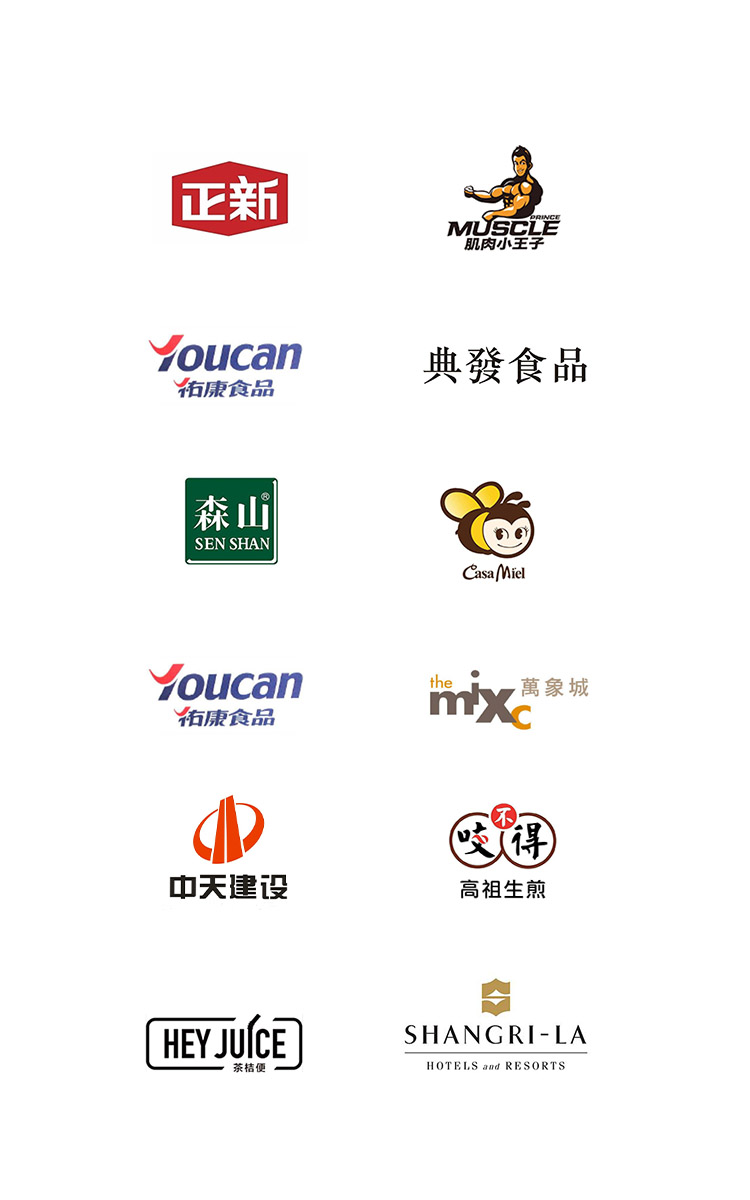 正新
PRINCE
MUSCLE
肌肉小王子
Youcan
祐康食品
典發食品
森山®
SEN SHAN
Casa Miel
Youcan
祐康食品
the
mixc 萬象城
中天建设
咬不得
高祖生煎
HEY JUICE
茶桔便
SHANGRI-LA
HOTELS and RESORTS